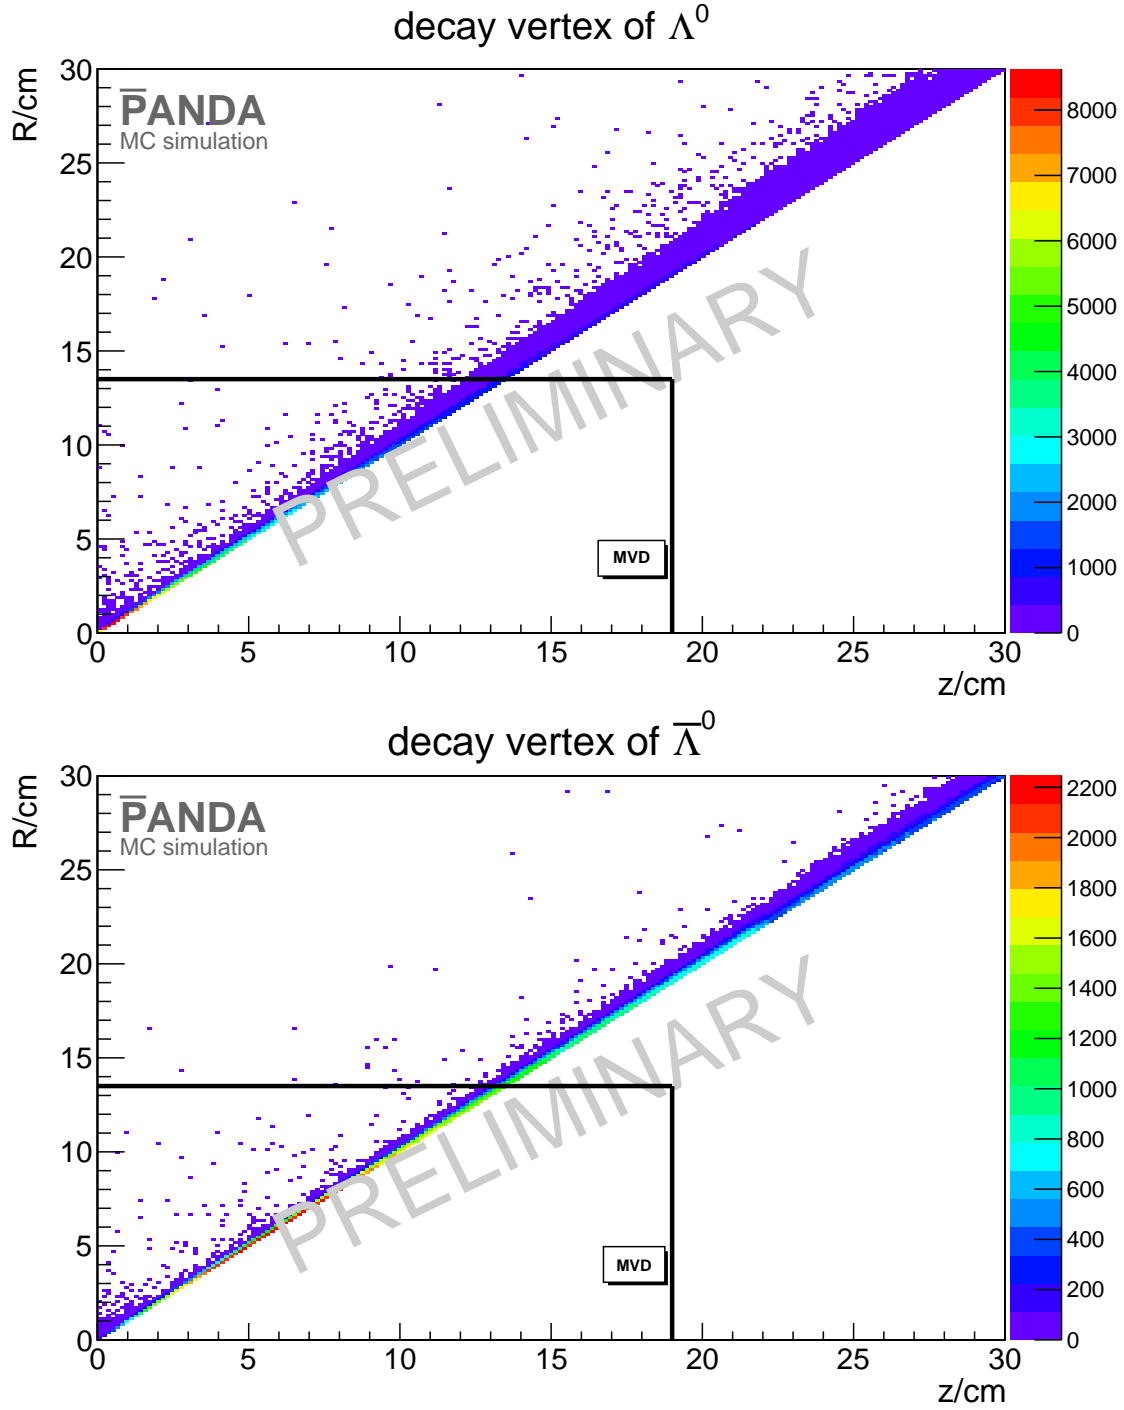 decay vertex of Λ⁰
R/cm
30
25
20
15
10
5
0
P̅ANDA
MC simulation
PRELIMINARY
MVD
0 5 10 15 20 25 30
z/cm
8000
7000
6000
5000
4000
3000
2000
1000
0
decay vertex of Λ̅⁰
R/cm
30
25
20
15
10
5
0
P̅ANDA
MC simulation
PRELIMINARY
MVD
0 5 10 15 20 25 30
z/cm
2200
2000
1800
1600
1400
1200
1000
800
600
400
200
0